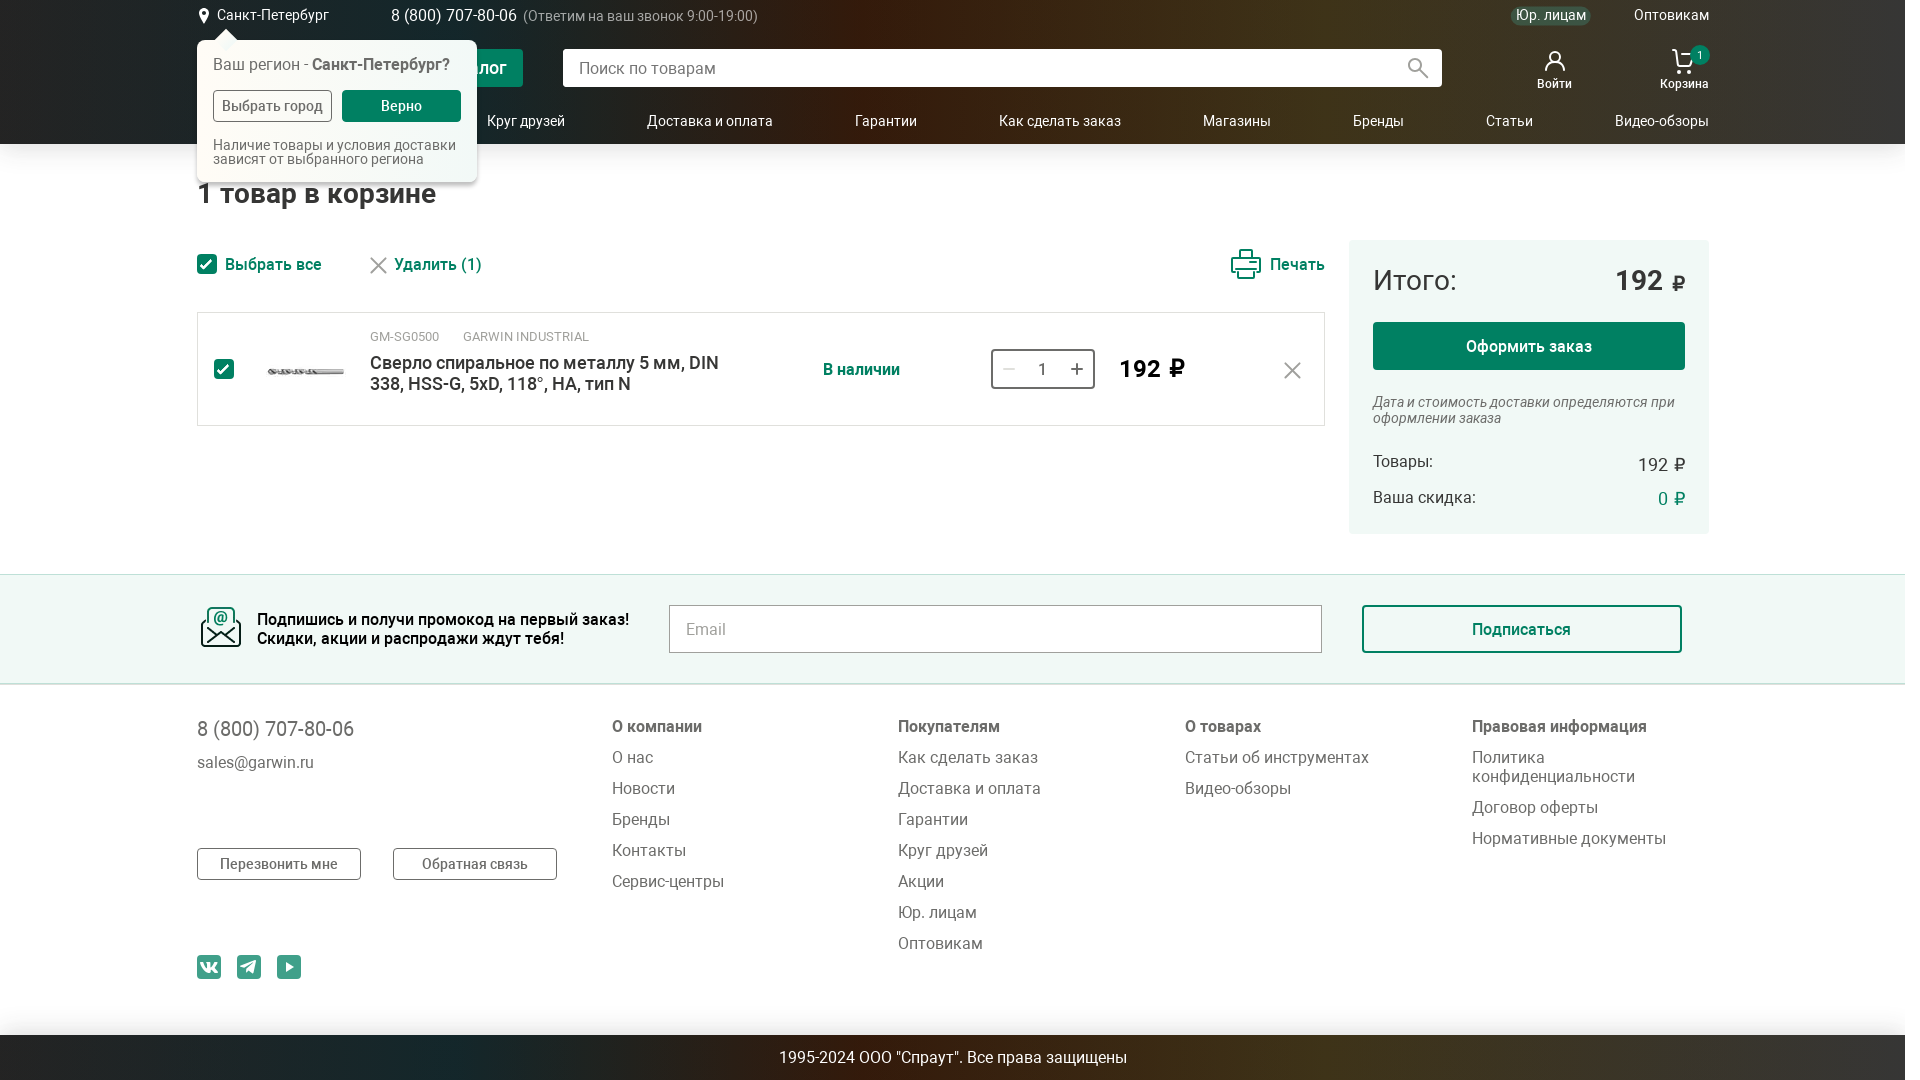 Санкт-Петербург
8 (800) 707-80-06 (Ответим на ваш звонок 9:00-19:00)
Юр. лицам
Оптовикам
Ваш регион - Санкт-Петербург?
Выбрать город
Верно
Наличие товары и условия доставки
зависят от выбранного региона
Поиск по товарам
Войти
1
Корзина
Круг друзей
Доставка и оплата
Гарантии
Как сделать заказ
Магазины
Бренды
Статьи
Видео-обзоры
1 товар в корзине
Выбрать все
Удалить (1)
Печать
GM-SG0500 GARWIN INDUSTRIAL
Сверло спиральное по металлу 5 мм, DIN
338, HSS-G, 5xD, 118°, HA, тип N
В наличии
1
192 ₽
Итого: 192 ₽
Оформить заказ
Дата и стоимость доставки определяются при
оформлении заказа
Товары: 192 ₽
Ваша скидка: 0 ₽
Подпишись и получи промокод на первый заказ!
Скидки, акции и распродажи ждут тебя!
Email
Подписаться
8 (800) 707-80-06
sales@garwin.ru
Перезвонить мне
Обратная связь
О компании
О нас
Новости
Бренды
Контакты
Сервис-центры
Покупателям
Как сделать заказ
Доставка и оплата
Гарантии
Круг друзей
Акции
Юр. лицам
Оптовикам
О товарах
Статьи об инструментах
Видео-обзоры
Правовая информация
Политика
конфиденциальности
Договор оферты
Нормативные документы
1995-2024 ООО "Спраут". Все права защищены